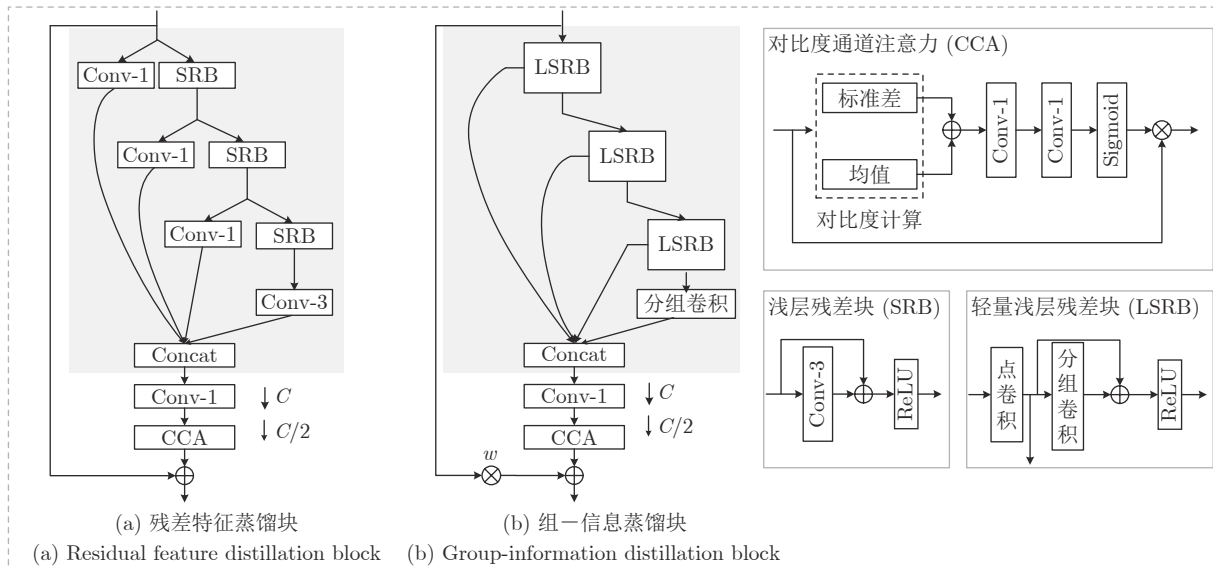 Conv-1
SRB
Conv-1
SRB
Conv-1
SRB
Conv-3
Concat
Conv-1
C
CCA
C/2
(a) 残差特征蒸馏块
(a) Residual feature distillation block
LSRB
LSRB
LSRB
分组卷积
Concat
Conv-1
C
CCA
C/2
w
(b) 组－信息蒸馏块
(b) Group-information distillation block
对比度通道注意力 (CCA)
标准差
均值
对比度计算
Conv-1
Conv-1
Sigmoid
浅层残差块 (SRB)
Conv-3
ReLU
轻量浅层残差块 (LSRB)
点卷积
分组卷积
ReLU